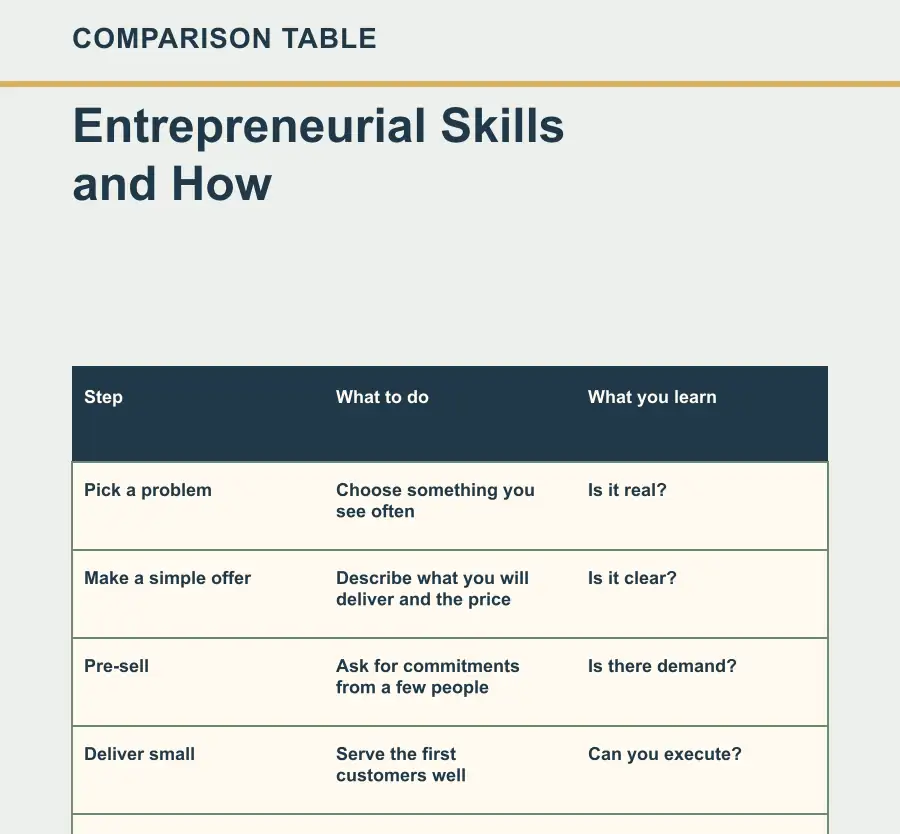 COMPARISON TABLE
Entrepreneurial Skills
and How
Step What to do What you learn
Pick a problem Choose something you Is it real?
see often
Make a simple offer Describe what you will Is it clear?
deliver and the price
Pre-sell Ask for commitments Is there demand?
from a few people
Deliver small Serve the first Can you execute?
customers well